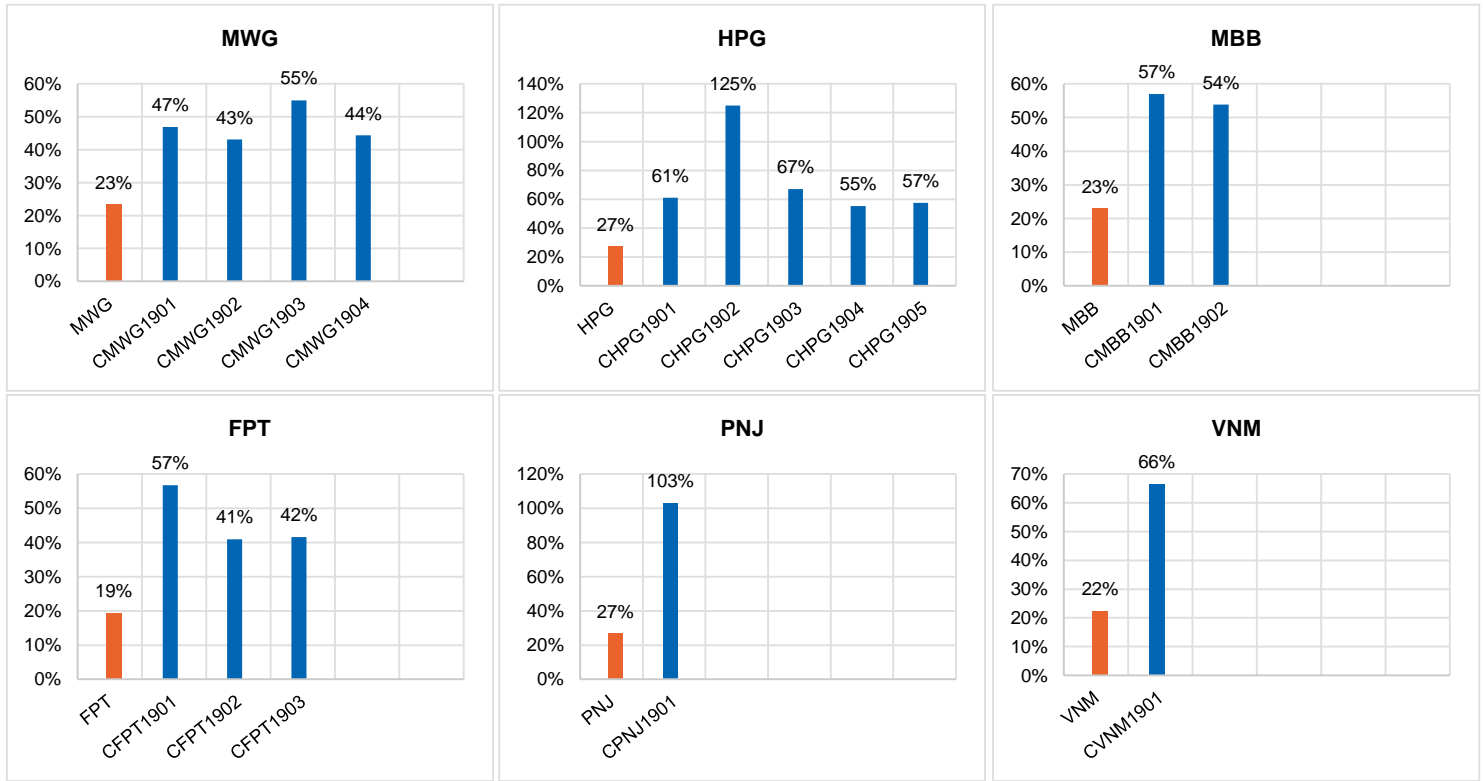 MWG
60%
50%
40%
30%
20%
10%
0%
23%
47%
43%
55%
44%
MWG
CMWG1901
CMWG1902
CMWG1903
CMWG1904
HPG
140%
120%
100%
80%
60%
40%
20%
0%
27%
61%
125%
67%
55%
57%
HPG
CHPG1901
CHPG1902
CHPG1903
CHPG1904
CHPG1905
MBB
60%
50%
40%
30%
20%
10%
0%
23%
57%
54%
MBB
CMBB1901
CMBB1902
FPT
60%
50%
40%
30%
20%
10%
0%
19%
57%
41%
42%
FPT
CFPT1901
CFPT1902
CFPT1903
PNJ
120%
100%
80%
60%
40%
20%
0%
27%
103%
PNJ
CPNJ1901
VNM
70%
60%
50%
40%
30%
20%
10%
0%
22%
66%
VNM
CVNM1901